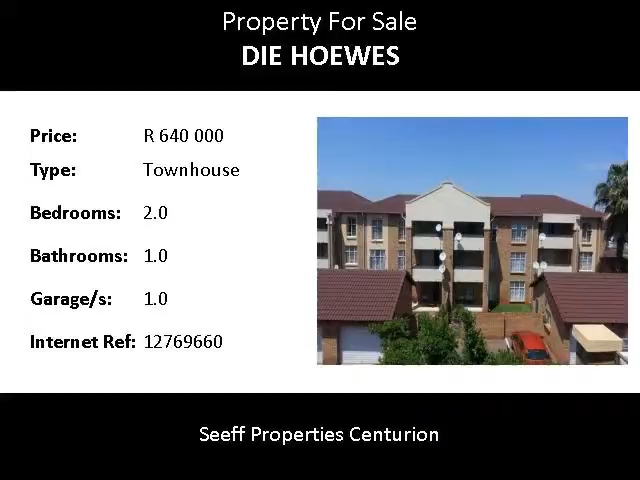 Property For Sale
DIE HOEWES
Price: R 640 000
Type: Townhouse
Bedrooms: 2.0
Bathrooms: 1.0
Garage/s: 1.0
Internet Ref: 12769660
Seeff Properties Centurion